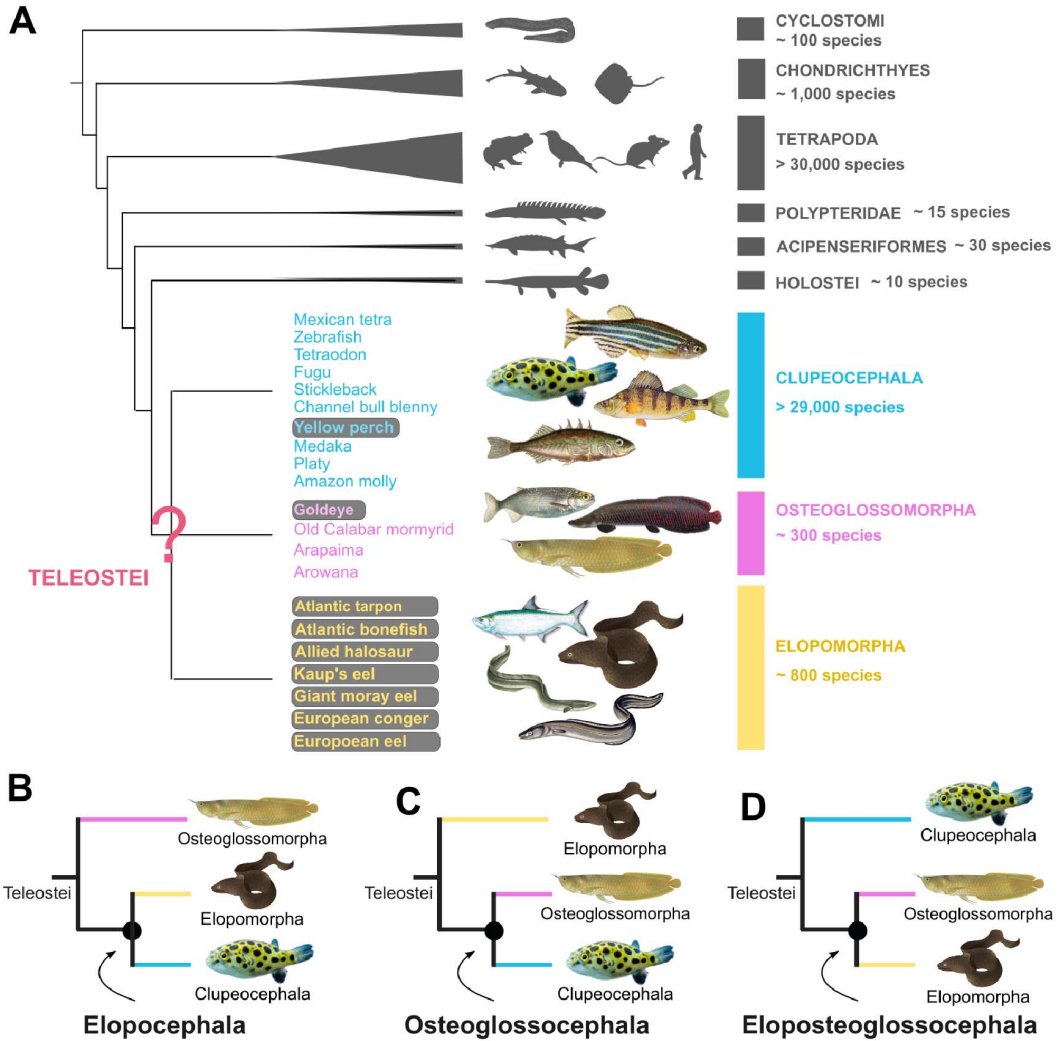 A
CYCLOSTOMI
~ 100 species
CHONDRICHTHYES
~ 1,000 species
TETRAPODA
> 30,000 species
POLYPTERIDAE ~ 15 species
ACIPENSERIFORMES ~ 30 species
HOLOSTEI ~ 10 species
Mexican tetra
Zebrafish
Tetraodon
Fugu
Stickleback
Channel bull blenny
Yellow perch
Medaka
Platy
Amazon molly
CLUPEOCEPHALA
> 29,000 species
Goldeye
Old Calabar mormyrid
Arapaima
Arowana
OSTEOGLOSSOMORPHA
~ 300 species
?
TELEOSTEI
Atlantic tarpon
Atlantic bonefish
Allied halosaur
Kaup's eel
Giant moray eel
European conger
Europoean eel
ELOPOMORPHA
~ 800 species
B
Osteoglossomorpha
Teleostei
Elopomorpha
Clupeocephala
Elopocephala
C
Elopomorpha
Teleostei
Osteoglossomorpha
Clupeocephala
Osteoglossocephala
D
Clupeocephala
Teleostei
Osteoglossomorpha
Elopomorpha
Eloposteoglossocephala